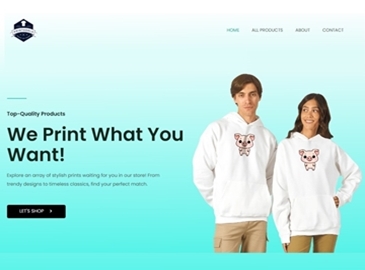 HOME ALL PRODUCTS ABOUT CONTACT
Top-Quality Products
We Print What You
Want!
Explore an array of stylish prints waiting for you in our store! From
trendy designs to timeless classics, find your perfect match.
LET'S SHOP